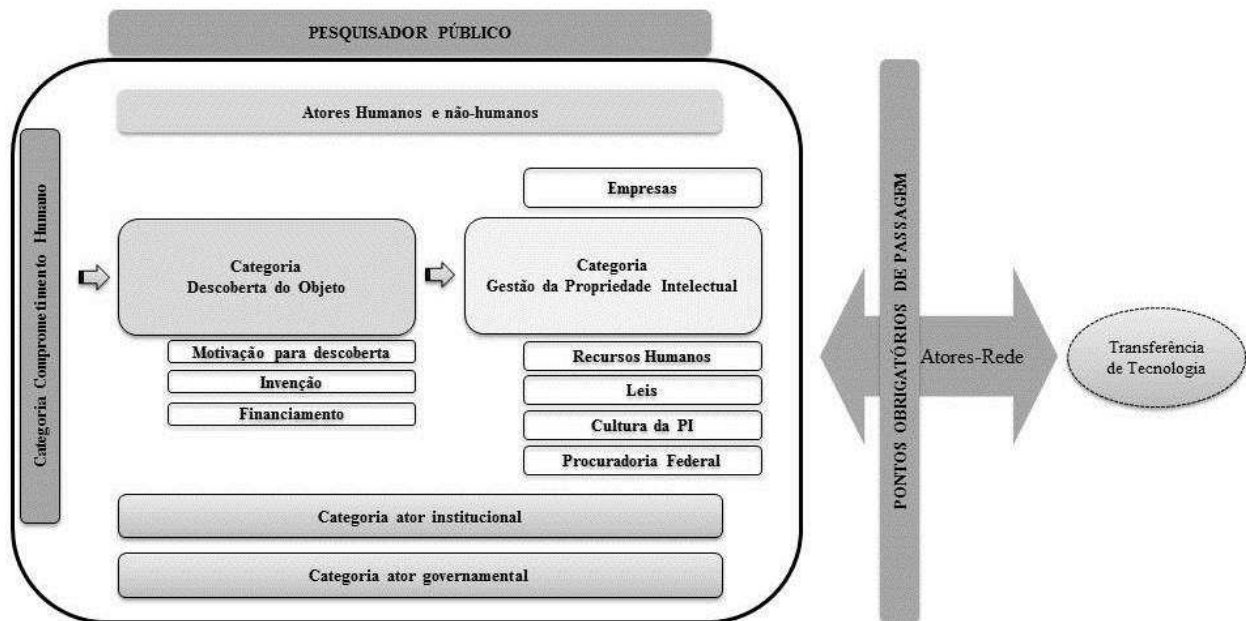 PESQUISADOR PÚBLICO
Atores Humanos e não-humanos
Categoria Comprometimento Humano
Categoria
Descoberta do Objeto
Motivação para descoberta
Invenção
Financiamento
Empresas
Categoria
Gestão da Propriedade Intelectual
Recursos Humanos
Leis
Cultura da PI
Procuradoria Federal
Categoria ator institucional
Categoria ator governamental
PONTOS OBRIGATÓRIOS DE PASSAGEM
Atores-Rede
Transferência
de Tecnologia